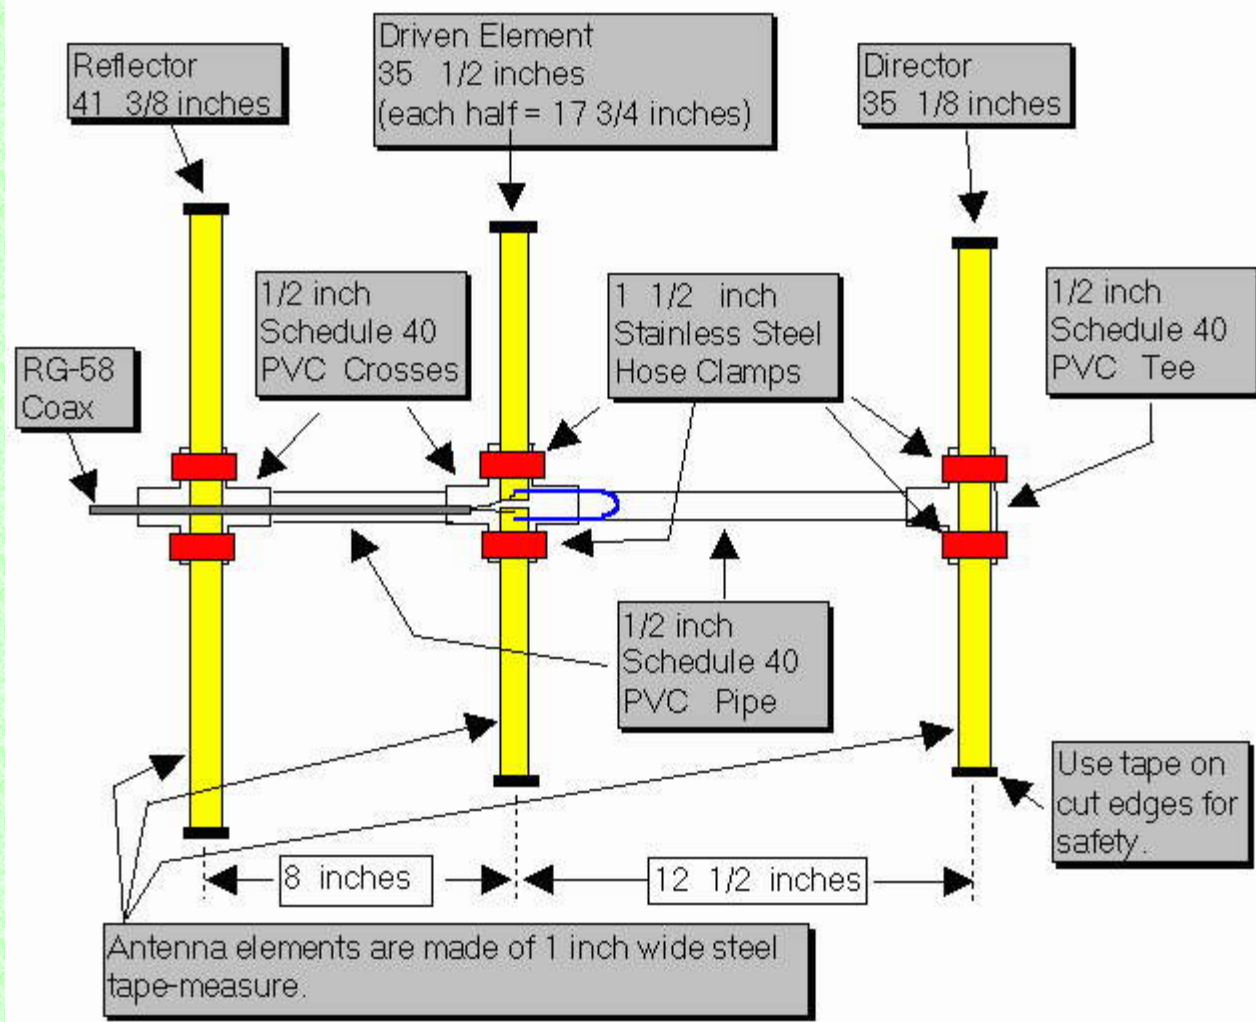 Reflector
41 3/8 inches
Driven Element
35 1/2 inches
(each half = 17 3/4 inches)
Director
35 1/8 inches
RG-58
Coax
1/2 inch
Schedule 40
PVC Crosses
1 1/2 inch
Stainless Steel
Hose Clamps
1/2 inch
Schedule 40
PVC Tee
1/2 inch
Schedule 40
PVC Pipe
Use tape on
cut edges for
safety.
8 inches
12 1/2 inches
Antenna elements are made of 1 inch wide steel
tape-measure.